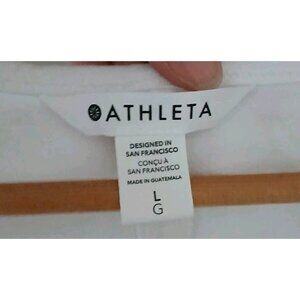 ATHLETA
DESIGNED IN
SAN FRANCISCO
CONÇU À
SAN FRANCISCO
MADE IN GUATEMALA
L
G